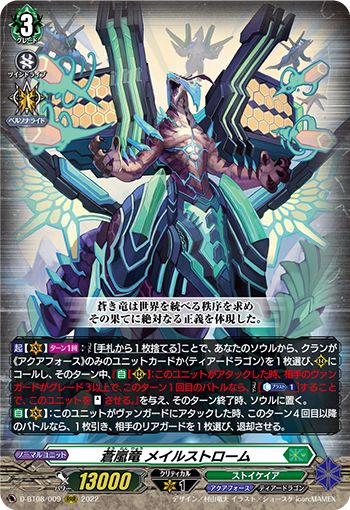 3
グレード
ツインドライブ
ペルソナライド
蒼き竜は世界を統べる秩序を求め
その果てに絶対なる正義を体現した。
起【】【ターン1回】:【手札から1枚捨てる】ことで、あなたのソウルから、クランが
《アクアフォース》のみのユニットカードか《ティアードラゴン》を1枚選び、に
コールし、そのターン中、「自【】:このユニットがアタックした時、相手のヴァン
ガードがグレード3以上で、このターン1回目のバトルなら、【ブラスト1】すること
で、このユニットをさせる。」を与え、そのターン終了時、ソウルに置く。
自【】:このユニットがヴァンガードにアタックした時、このターン4回目以降
のバトルなら、1枚引き、相手のリアガードを1枚選び、退却させる。
ノーマルユニット
蒼嵐竜 メイルストローム
パワー 13000
クリティカル
1
ストイケイア
アクアフォース
ティアードラゴン
D-BT08/009 RRR 2022
デザイン/村山竜大 イラスト/ショースケ icon:MAMEX